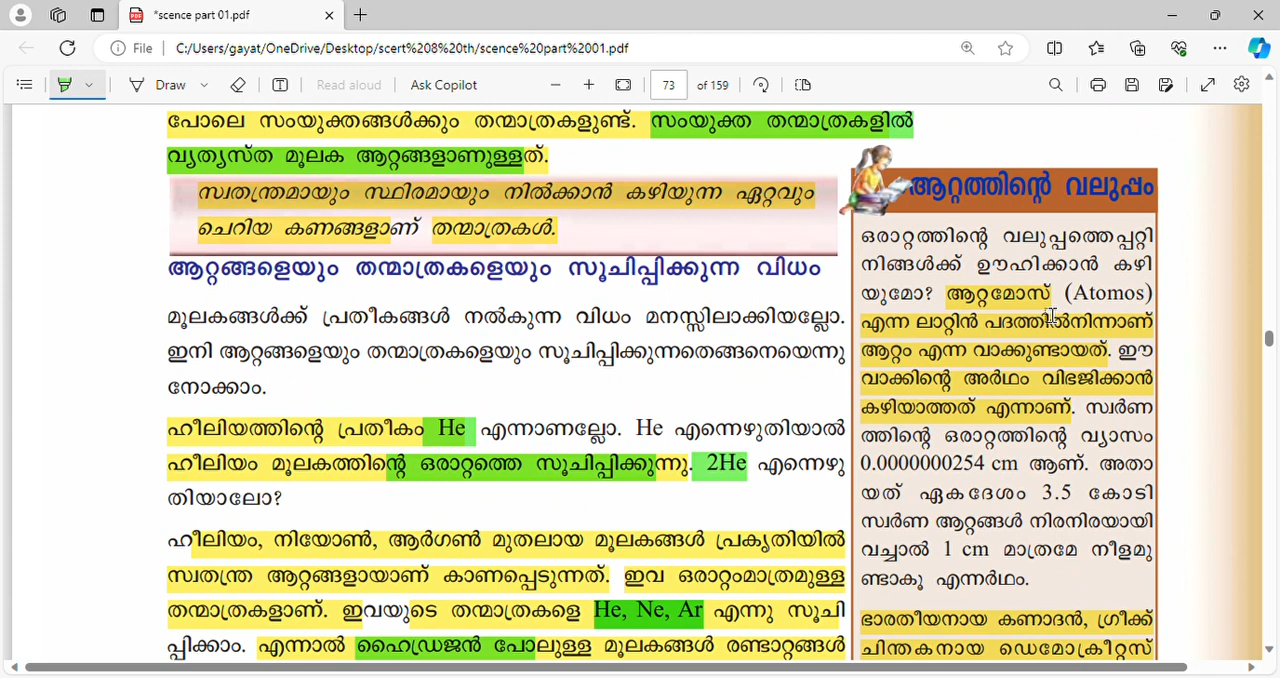 *scence part 01.pdf
File C:/Users/gayat/OneDrive/Desktop/scert%208%20th/scence%20part%2001.pdf
Draw Read aloud Ask Copilot 73 of 159
പോലെ സംയുക്തങ്ങൾക്കും തന്മാത്രകളുണ്ട്. സംയുക്ത തന്മാത്രകളിൽ
വ്യത്യസ്ത മൂലക ആറ്റങ്ങളാണുള്ളത്.
സ്വതന്ത്രമായും സ്ഥിരമായും നിൽക്കാൻ കഴിയുന്ന ഏറ്റവും
ചെറിയ കണങ്ങളാണ് തന്മാത്രകൾ.
ആറ്റങ്ങളെയും തന്മാത്രകളെയും സൂചിപ്പിക്കുന്ന വിധം
മൂലകങ്ങൾക്ക് പ്രതീകങ്ങൾ നൽകുന്ന വിധം മനസ്സിലാക്കിയല്ലോ.
ഇനി ആറ്റങ്ങളെയും തന്മാത്രകളെയും സൂചിപ്പിക്കുന്നതെങ്ങനെയെന്നു
നോക്കാം.
ഹീലിയത്തിന്റെ പ്രതീകം He എന്നാണല്ലോ. He എന്നെഴുതിയാൽ
ഹീലിയം മൂലകത്തിന്റെ ഒരാറ്റത്തെ സൂചിപ്പിക്കുന്നു. 2He എന്നെഴു
തിയാലോ?
ഹീലിയം, നിയോൺ, ആർഗൺ മുതലായ മൂലകങ്ങൾ പ്രകൃതിയിൽ
സ്വതന്ത്ര ആറ്റങ്ങളായാണ് കാണപ്പെടുന്നത്. ഇവ ഒരാറ്റംമാത്രമുള്ള
തന്മാത്രകളാണ്. ഇവയുടെ തന്മാത്രകളെ He, Ne, Ar എന്നു സൂചി
പ്പിക്കാം. എന്നാൽ ഹൈഡ്രജൻ പോലുള്ള മൂലകങ്ങൾ രണ്ടാറ്റങ്ങൾ
ആറ്റത്തിന്റെ വലുപ്പം
ഒരാറ്റത്തിന്റെ വലുപ്പത്തെപ്പറ്റി
നിങ്ങൾക്ക് ഊഹിക്കാൻ കഴി
യുമോ? ആറ്റമോസ് (Atomos)
എന്ന ലാറ്റിൻ പദത്തിൽനിന്നാണ്
ആറ്റം എന്ന വാക്കുണ്ടായത്. ഈ
വാക്കിന്റെ അർഥം വിഭജിക്കാൻ
കഴിയാത്തത് എന്നാണ്. സ്വർണ
ത്തിന്റെ ഒരാറ്റത്തിന്റെ വ്യാസം
0.0000000254 cm ആണ്. അതാ
യത് ഏകദേശം 3.5 കോടി
സ്വർണ ആറ്റങ്ങൾ നിരനിരയായി
വച്ചാൽ 1 cm മാത്രമേ നീളമു
ണ്ടാകൂ എന്നർഥം.
ഭാരതീയനായ കണാദൻ, ഗ്രീക്ക്
ചിന്തകനായ ഡെമോക്രീറ്റസ്